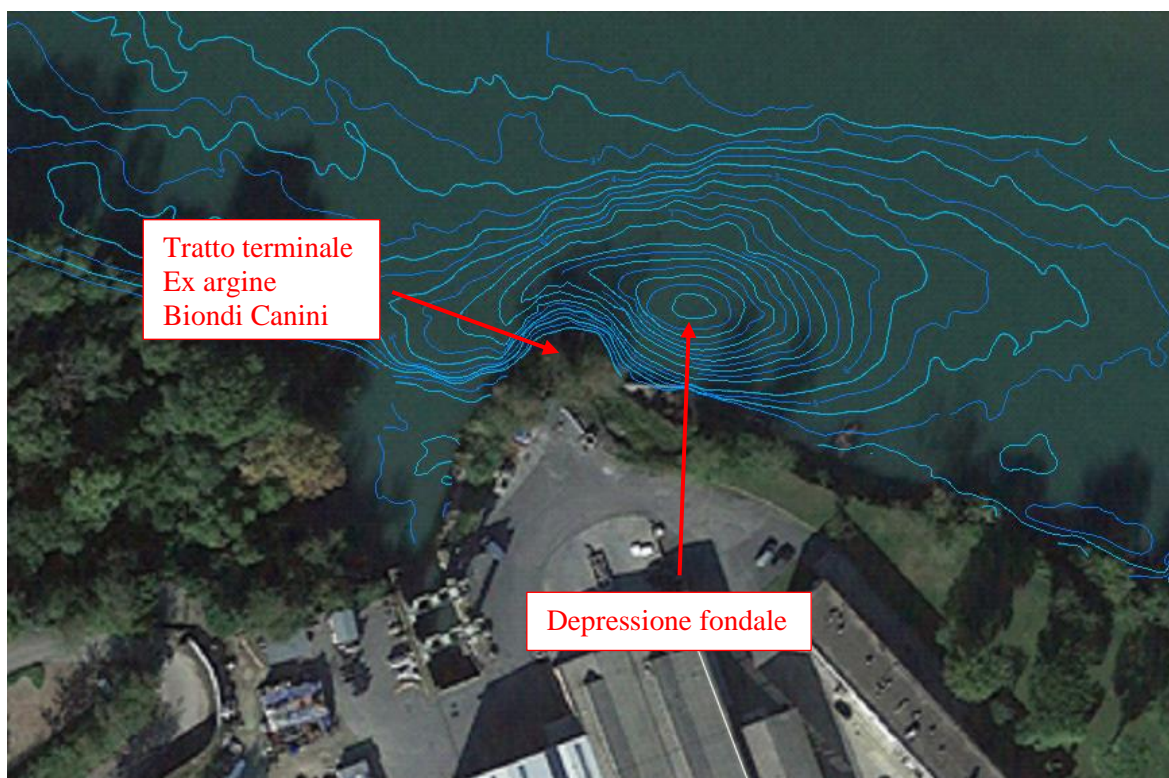 Tratto terminale
Ex argine
Biondi Canini
Depressione fondale